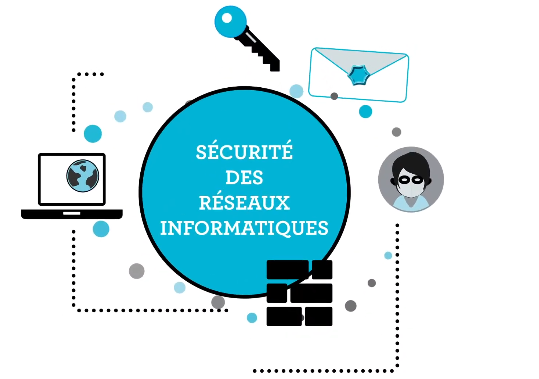 SÉCURITÉ
DES
RÉSEAUX
INFORMATIQUES